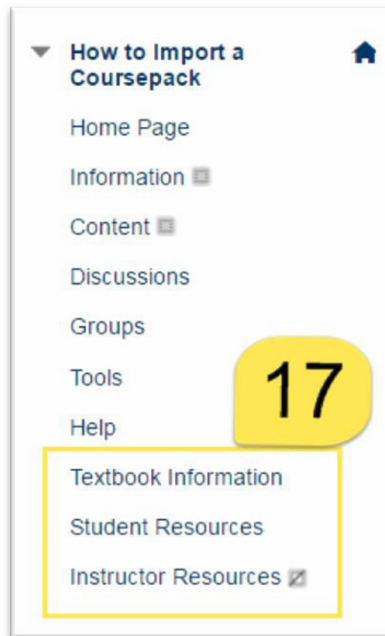 How to Import a
Coursepack
Home Page
Information
Content
Discussions
Groups
Tools
17
Help
Textbook Information
Student Resources
Instructor Resources